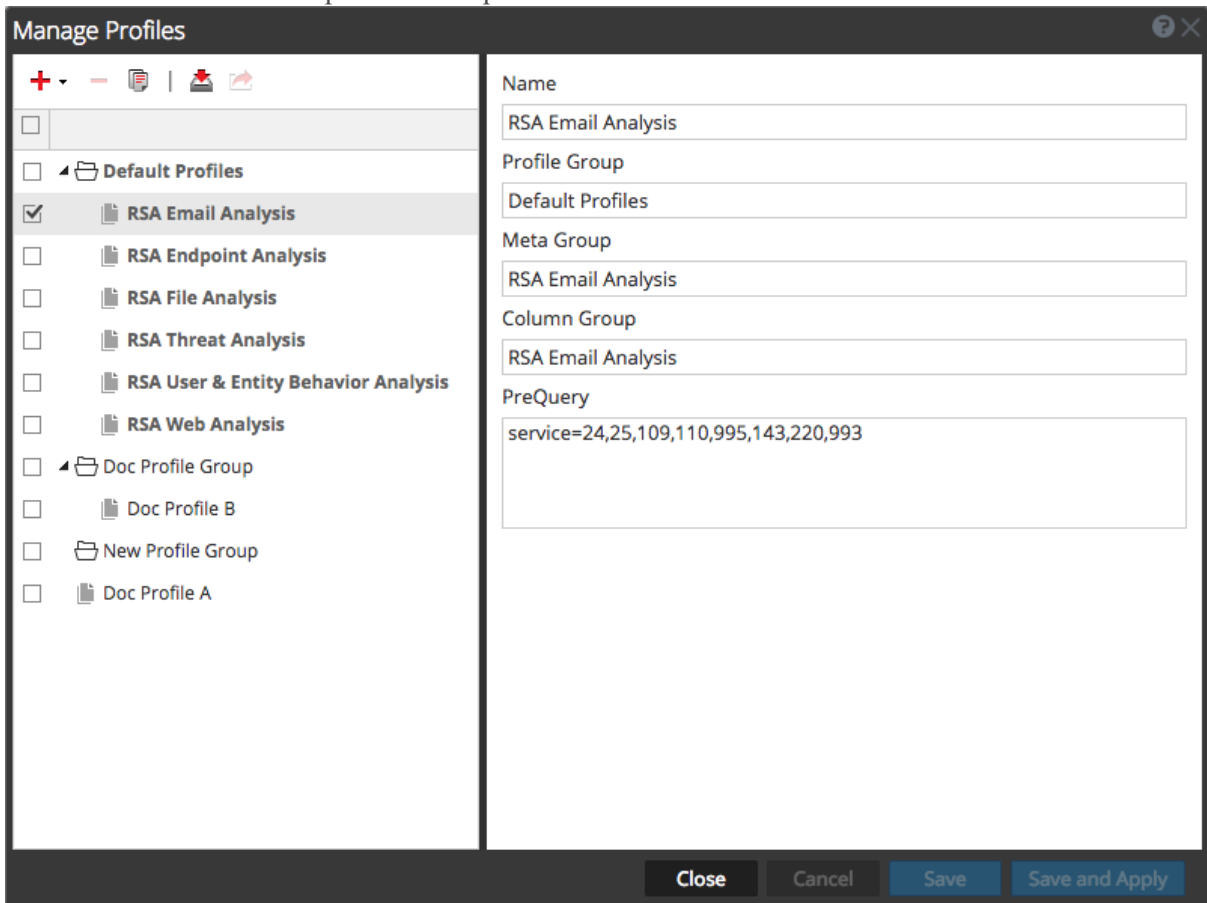 Manage Profiles
Name
RSA Email Analysis
Profile Group
Default Profiles
Meta Group
RSA Email Analysis
Column Group
RSA Email Analysis
PreQuery
service=24,25,109,110,995,143,220,993
Default Profiles
RSA Email Analysis
RSA Endpoint Analysis
RSA File Analysis
RSA Threat Analysis
RSA User & Entity Behavior Analysis
RSA Web Analysis
Doc Profile Group
Doc Profile B
New Profile Group
Doc Profile A
Close
Cancel
Save
Save and Apply